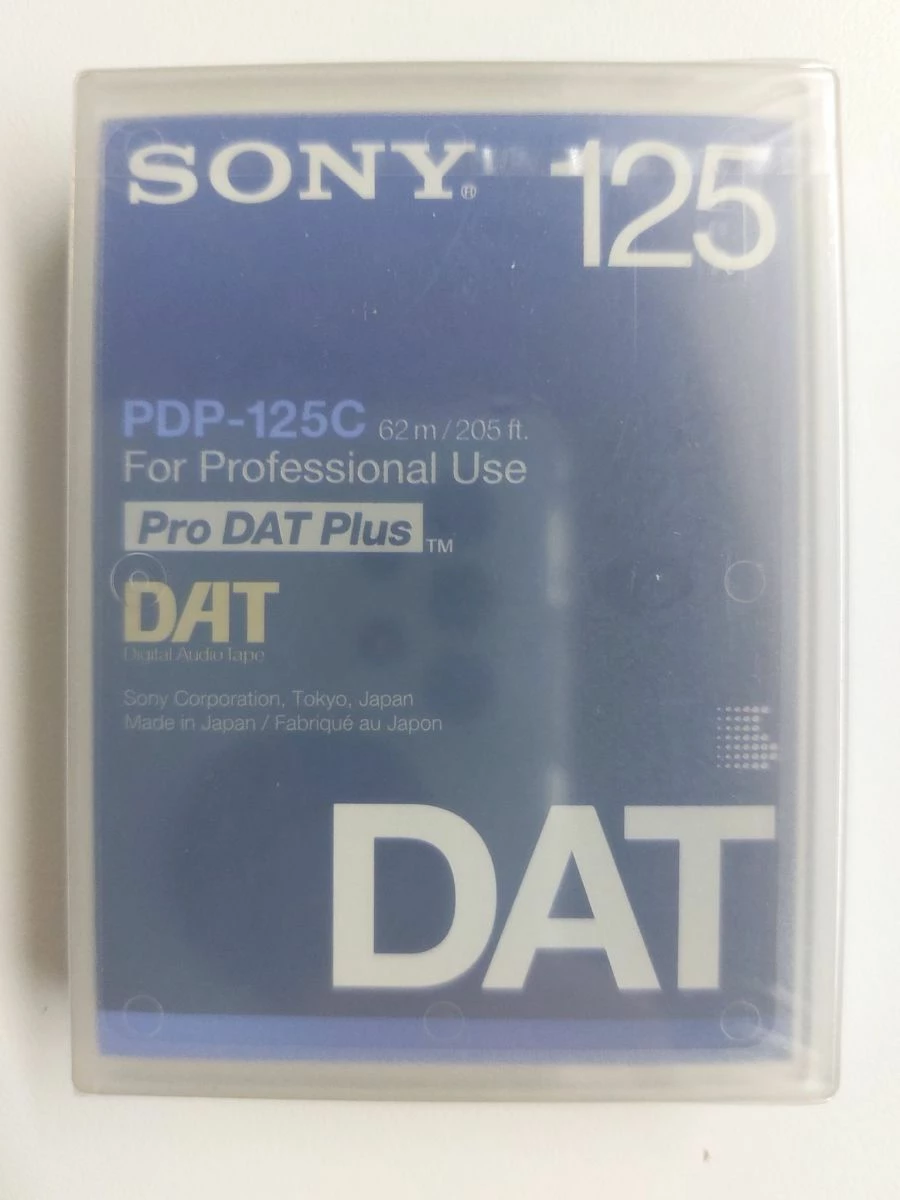 SONY® 125
PDP-125C 62 m / 205 ft.
For Professional Use
Pro DAT Plus TM
DAT
Digital Audio Tape
Sony Corporation, Tokyo, Japan
Made in Japan / Fabriqué au Japon
DAT